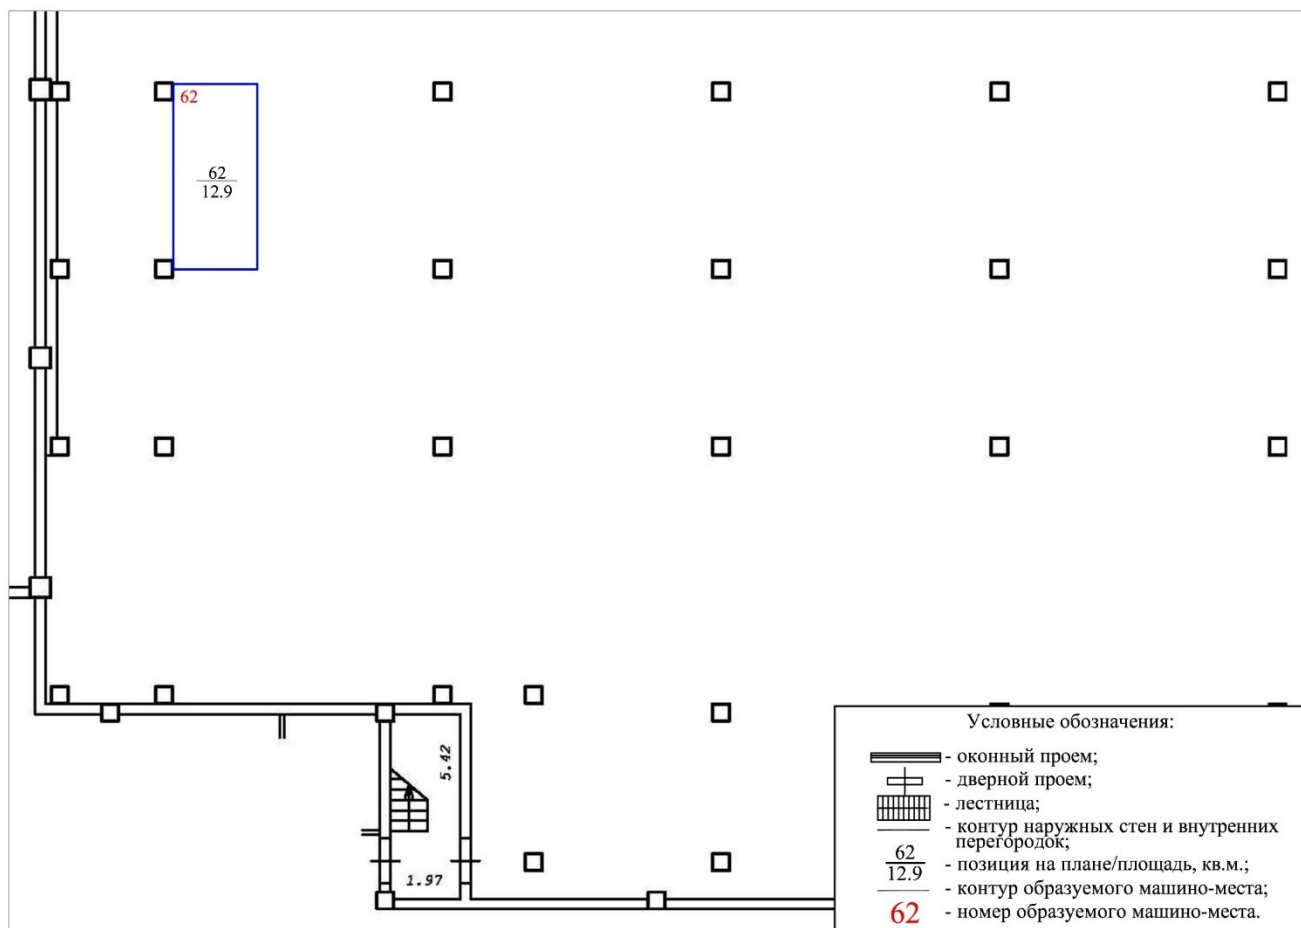 62
62
12.9
5.42
1.97
Условные обозначения:
- оконный проем;
- дверной проем;
- лестница;
- контур наружных стен и внутренних
перегородок;
62
12.9
- позиция на плане/площадь, кв.м.;
- контур образуемого машино-места;
62
- номер образуемого машино-места.